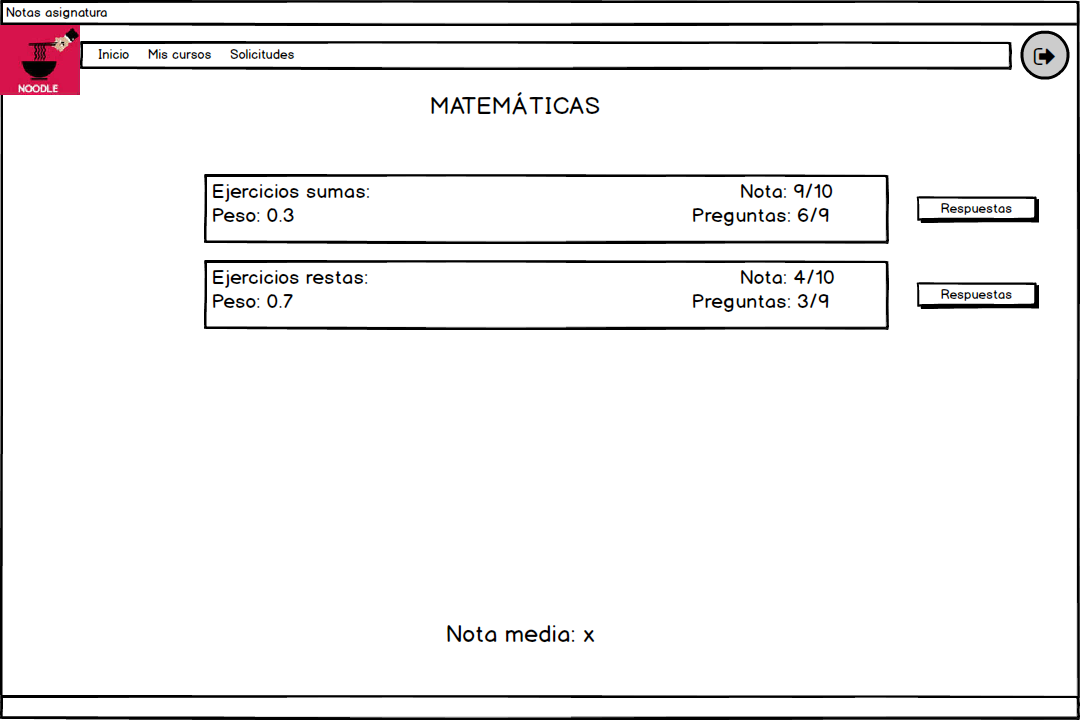 Notas asignatura
NOODLE
Inicio Mis cursos Solicitudes
MATEMÁTICAS
Ejercicios sumas: Nota: 9/10
Peso: 0.3 Preguntas: 6/9
Respuestas
Ejercicios restas: Nota: 4/10
Peso: 0.7 Preguntas: 3/9
Respuestas
Nota media: x